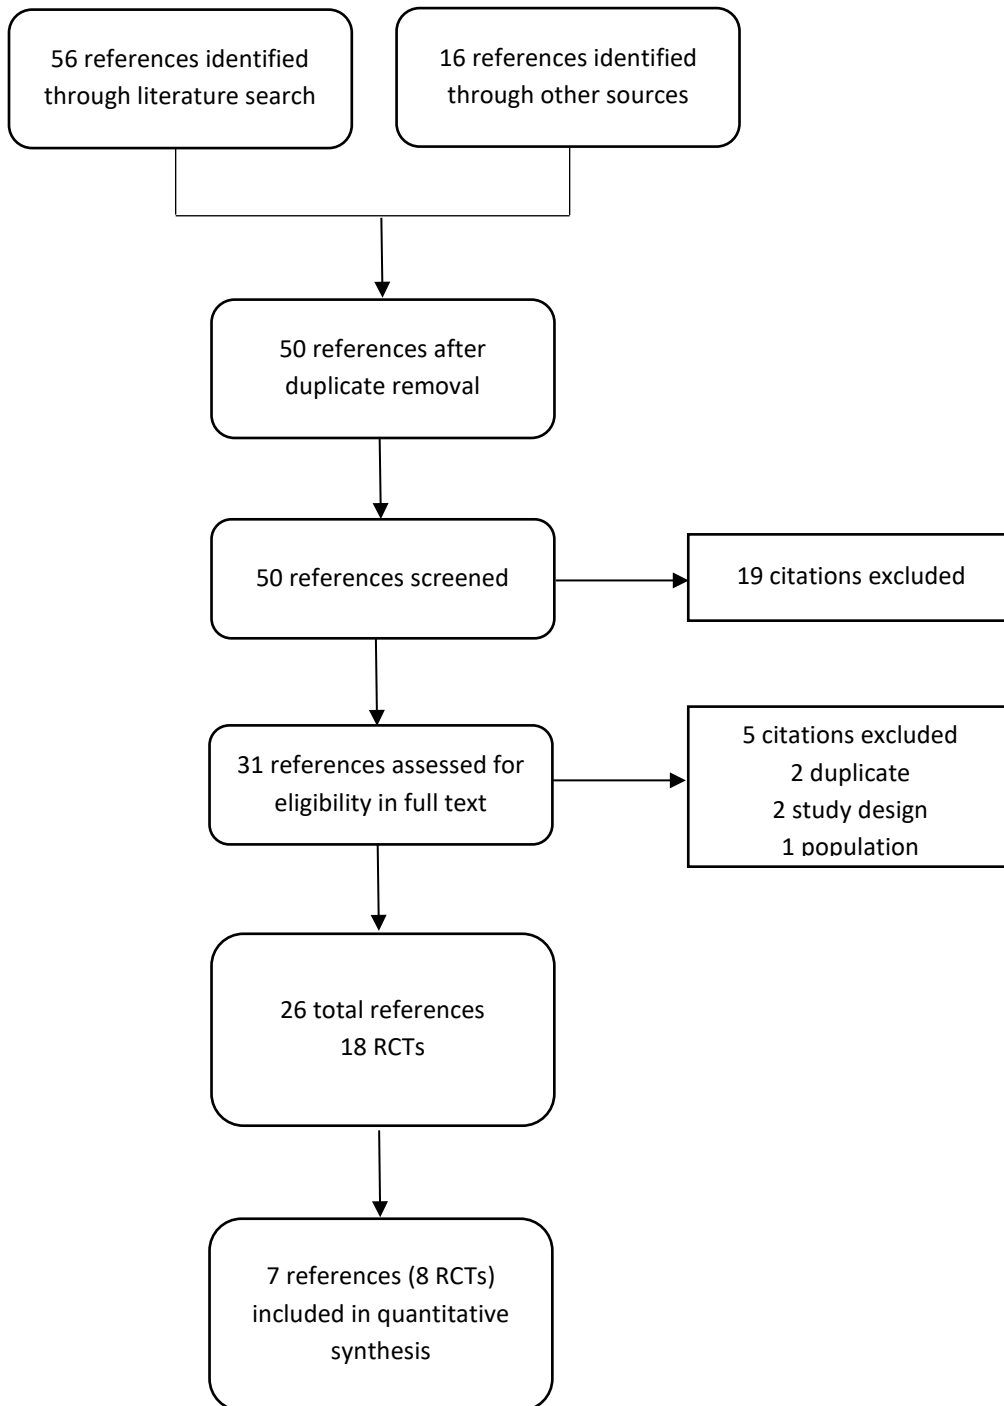 56 references identified
through literature search
16 references identified
through other sources
50 references after
duplicate removal
50 references screened
19 citations excluded
31 references assessed for
eligibility in full text
5 citations excluded
2 duplicate
2 study design
1 population
26 total references
18 RCTs
7 references (8 RCTs)
included in quantitative
synthesis